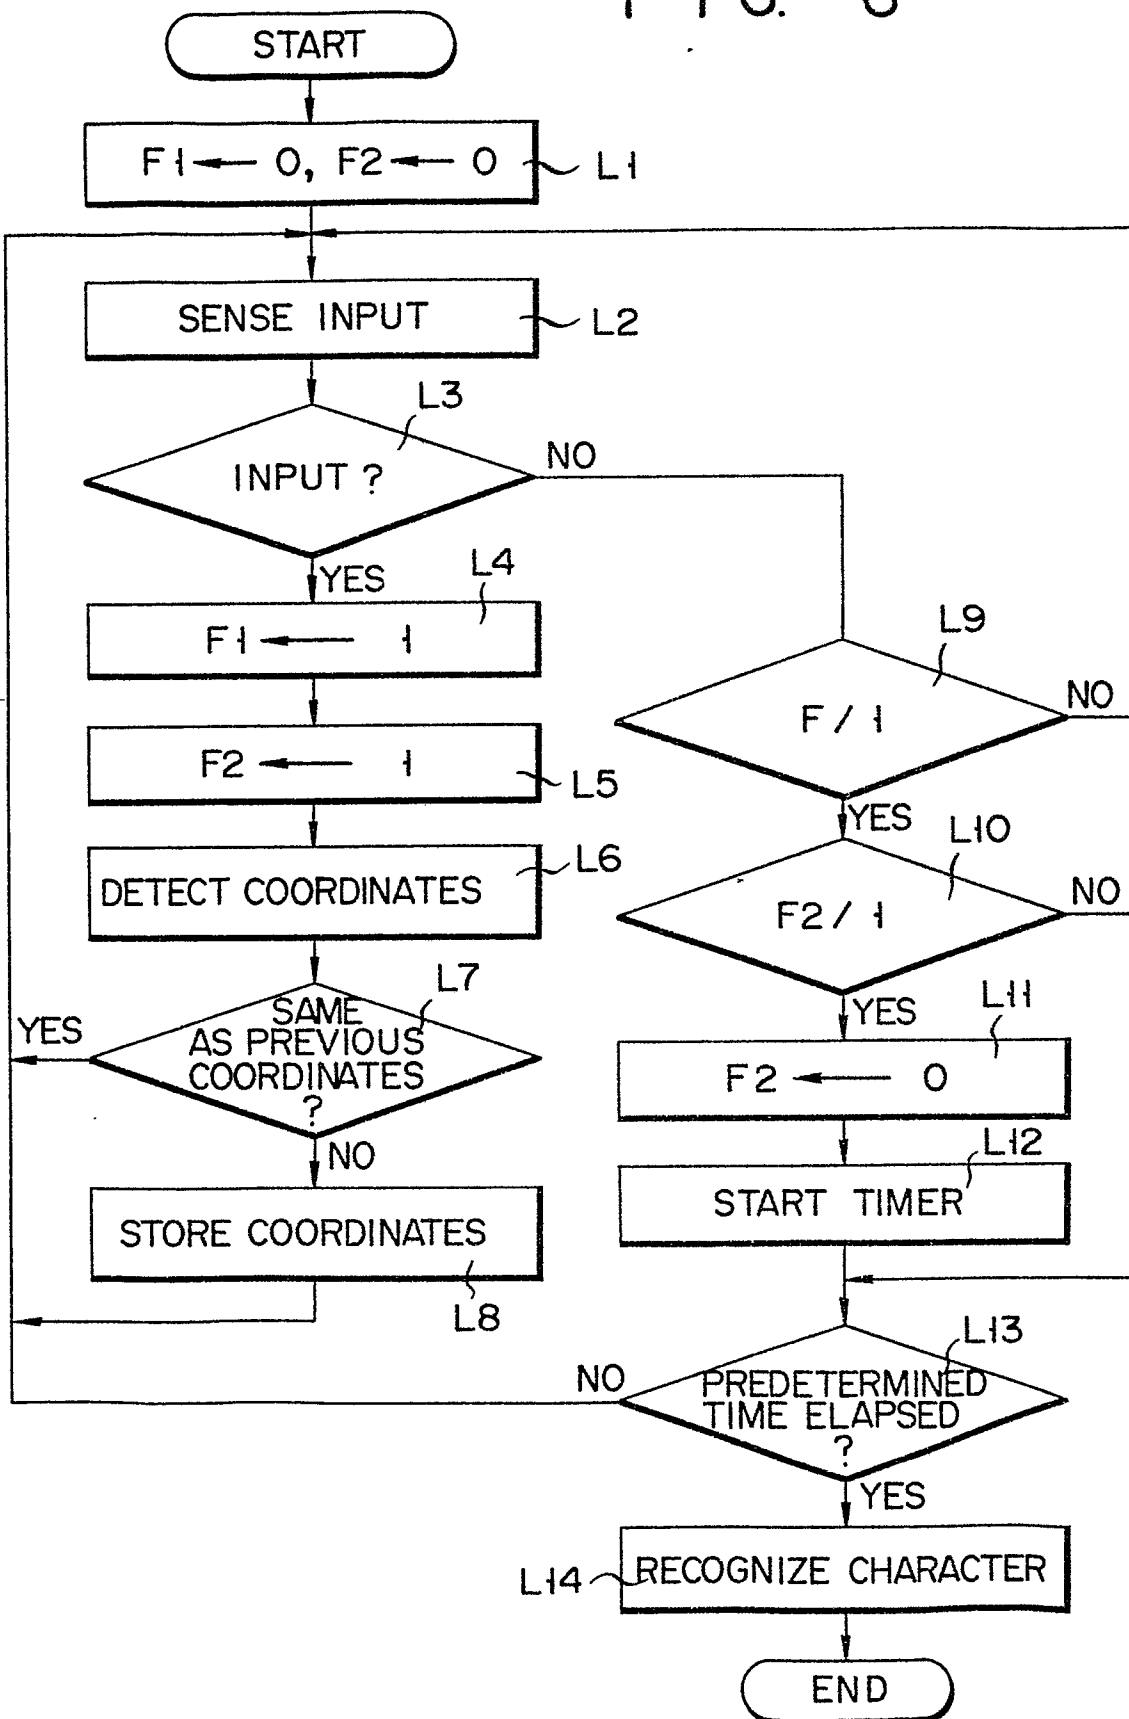 START
F1 ← 0, F2 ← 0
L1
SENSE INPUT
L2
L3
INPUT ?
NO
YES
L4
F1 ← 1
F2 ← 1
L5
DETECT COORDINATES
L6
L7
SAME
AS PREVIOUS
COORDINATES
?
YES
NO
STORE COORDINATES
L8
L9
F / 1
NO
YES
L10
F2 / 1
NO
YES
L11
F2 ← 0
L12
START TIMER
L13
PREDETERMINED
TIME ELAPSED
?
NO
YES
L14
RECOGNIZE CHARACTER
END